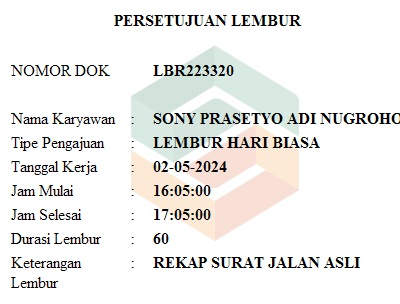 PERSETUJUAN LEMBUR
NOMOR DOK LBR223320
Nama Karyawan : SONY PRASETYO ADI NUGROHO
Tipe Pengajuan : LEMBUR HARI BIASA
Tanggal Kerja : 02-05-2024
Jam Mulai : 16:05:00
Jam Selesai : 17:05:00
Durasi Lembur : 60
Keterangan : REKAP SURAT JALAN ASLI
Lembur